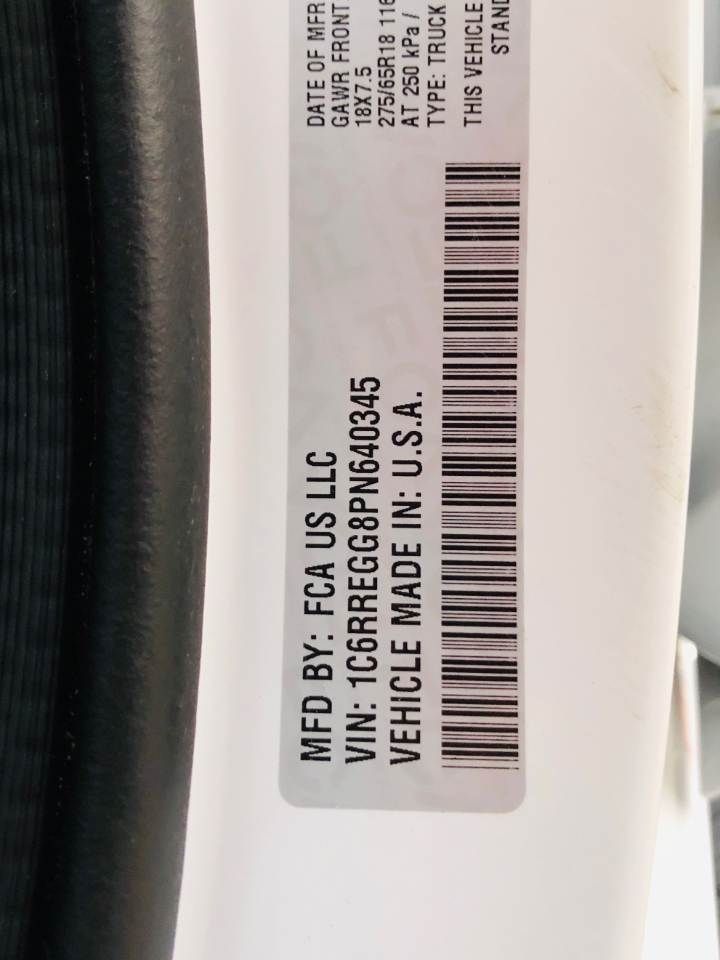 MFD BY: FCA US LLC
VIN: 1C6RREGG8PN640345
VEHICLE MADE IN: U.S.A.
DATE OF MFR
GAWR FRONT
18X7.5
275/65R18 116
AT 250 kPa /
TYPE: TRUCK
THIS VEHICLE